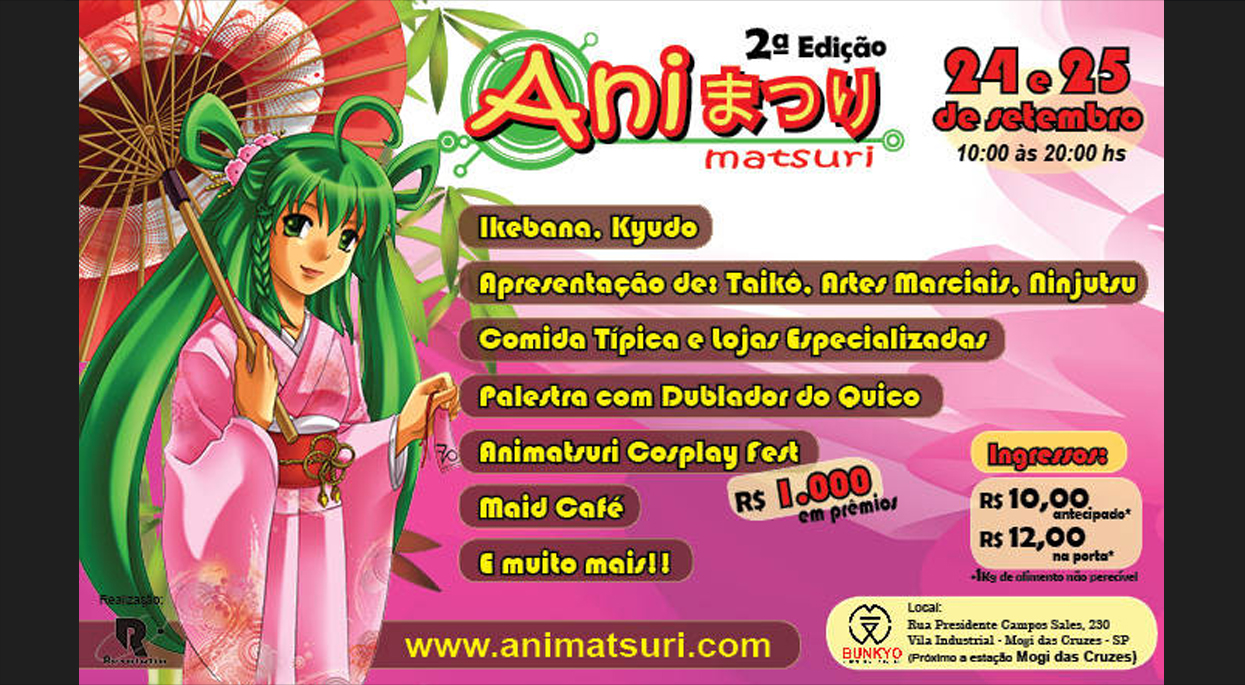 2ª Edição
Ani まつり
matsuri
24 e 25
de setembro
10:00 às 20:00 hs
Ikebana, Kyudo
Apresentação de: Taikô, Artes Marciais, Ninjutsu
Comida Típica e Lojas Especializadas
Palestra com Dublador do Quico
Animatsuri Cosplay Fest
R$ 1.000
em prêmios
Maid Café
E muito mais!!
Ingressos:
R$ 10,00
antecipado*
R$ 12,00
na porta*
+1Kg de alimento não perecível
Realização:
R
www.animatsuri.com
BUNKYO
Local:
Rua Presidente Campos Sales, 230
Vila Industrial - Mogi das Cruzes - SP
(Próximo a estação Mogi das Cruzes)